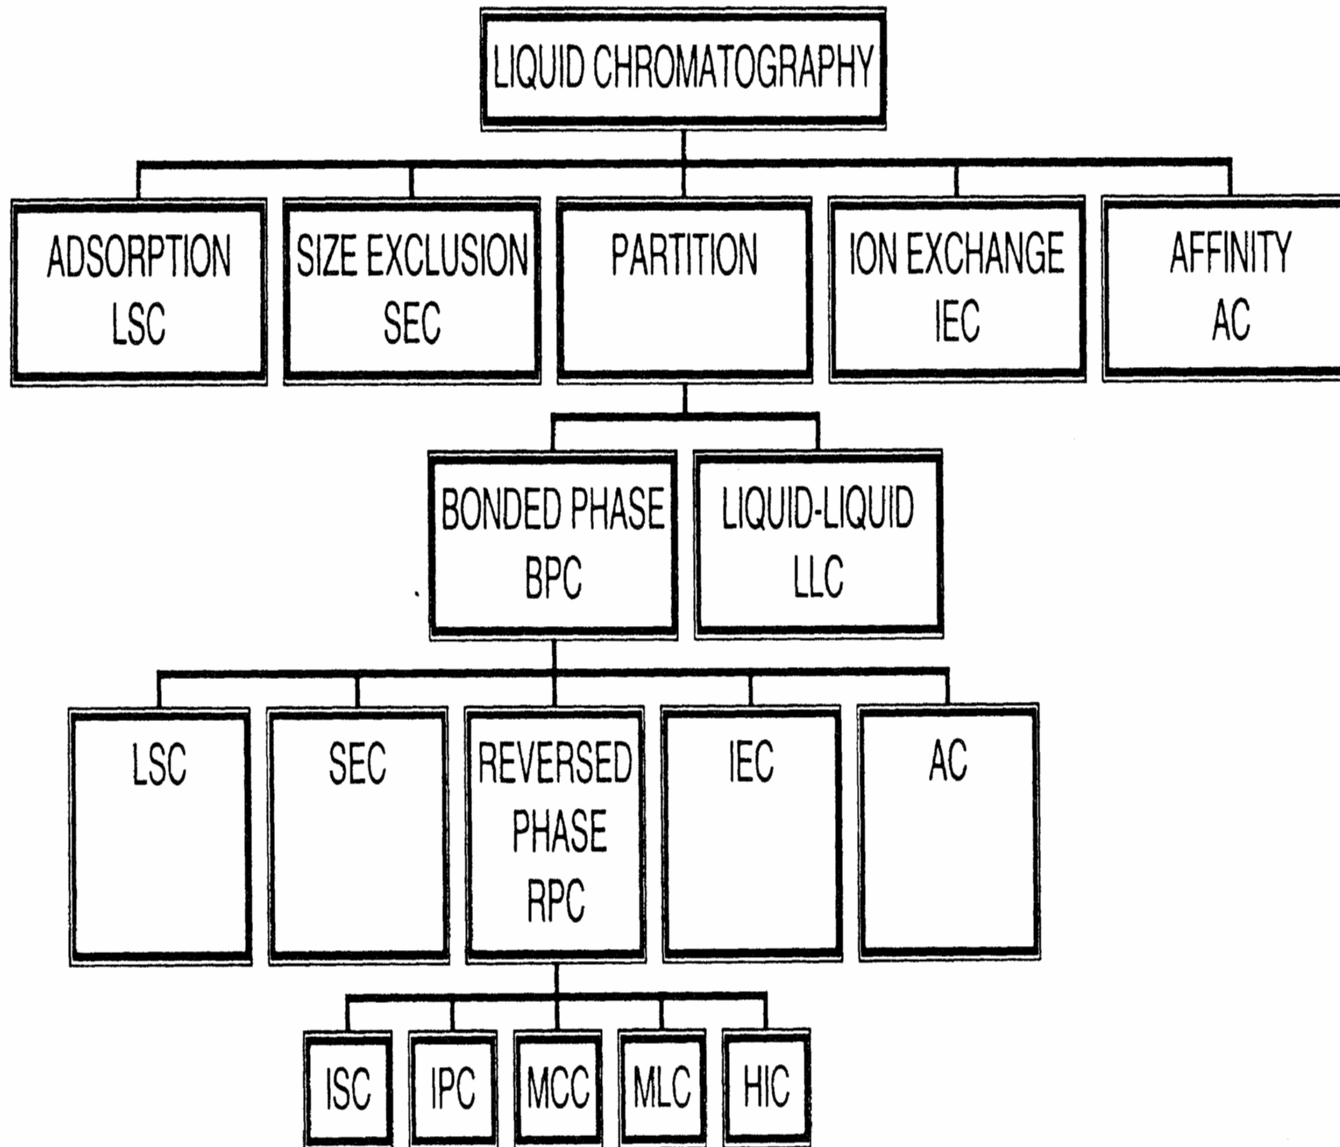 LIQUID CHROMATOGRAPHY
ADSORPTION
LSC
SIZE EXCLUSION
SEC
PARTITION
ION EXCHANGE
IEC
AFFINITY
AC
BONDED PHASE
BPC
LIQUID-LIQUID
LLC
LSC
SEC
REVERSED
PHASE
RPC
IEC
AC
ISC
IPC
MCC
MLC
HIC